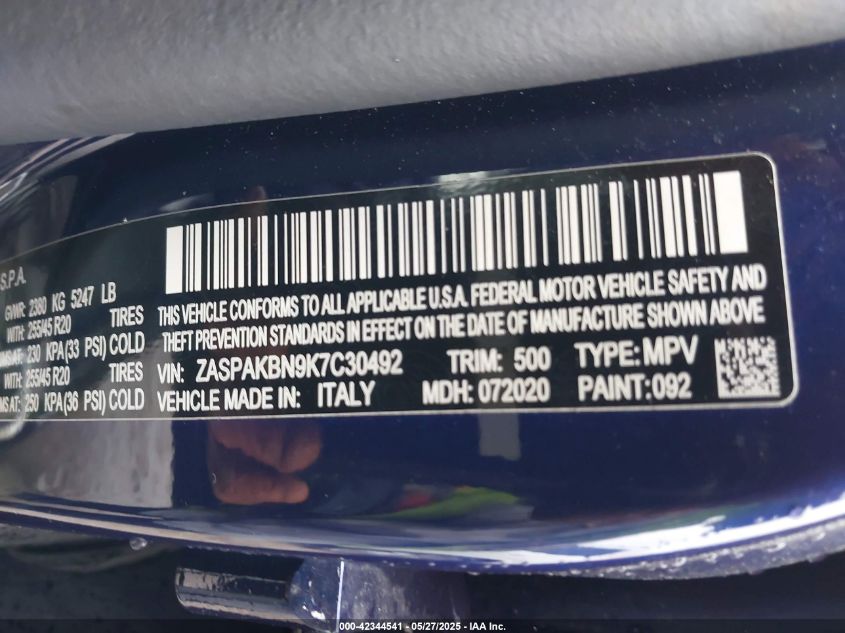 S.P.A.
GVWR: 2380 KG 5247 LB
WITH: 255/45 R20 TIRES
AT: 230 KPA(33 PSI) COLD
WITH: 255/45 R20 TIRES
AT: 250 KPA(36 PSI) COLD
THIS VEHICLE CONFORMS TO ALL APPLICABLE U.S.A. FEDERAL MOTOR VEHICLE SAFETY AND
THEFT PREVENTION STANDARDS IN EFFECT ON THE DATE OF MANUFACTURE SHOWN ABOVE
VIN: ZASPAKBN9K7C30492 TRIM: 500 TYPE: MPV
VEHICLE MADE IN: ITALY MDH: 072020 PAINT:092
000-42344541 - 05/27/2025 - IAA Inc.